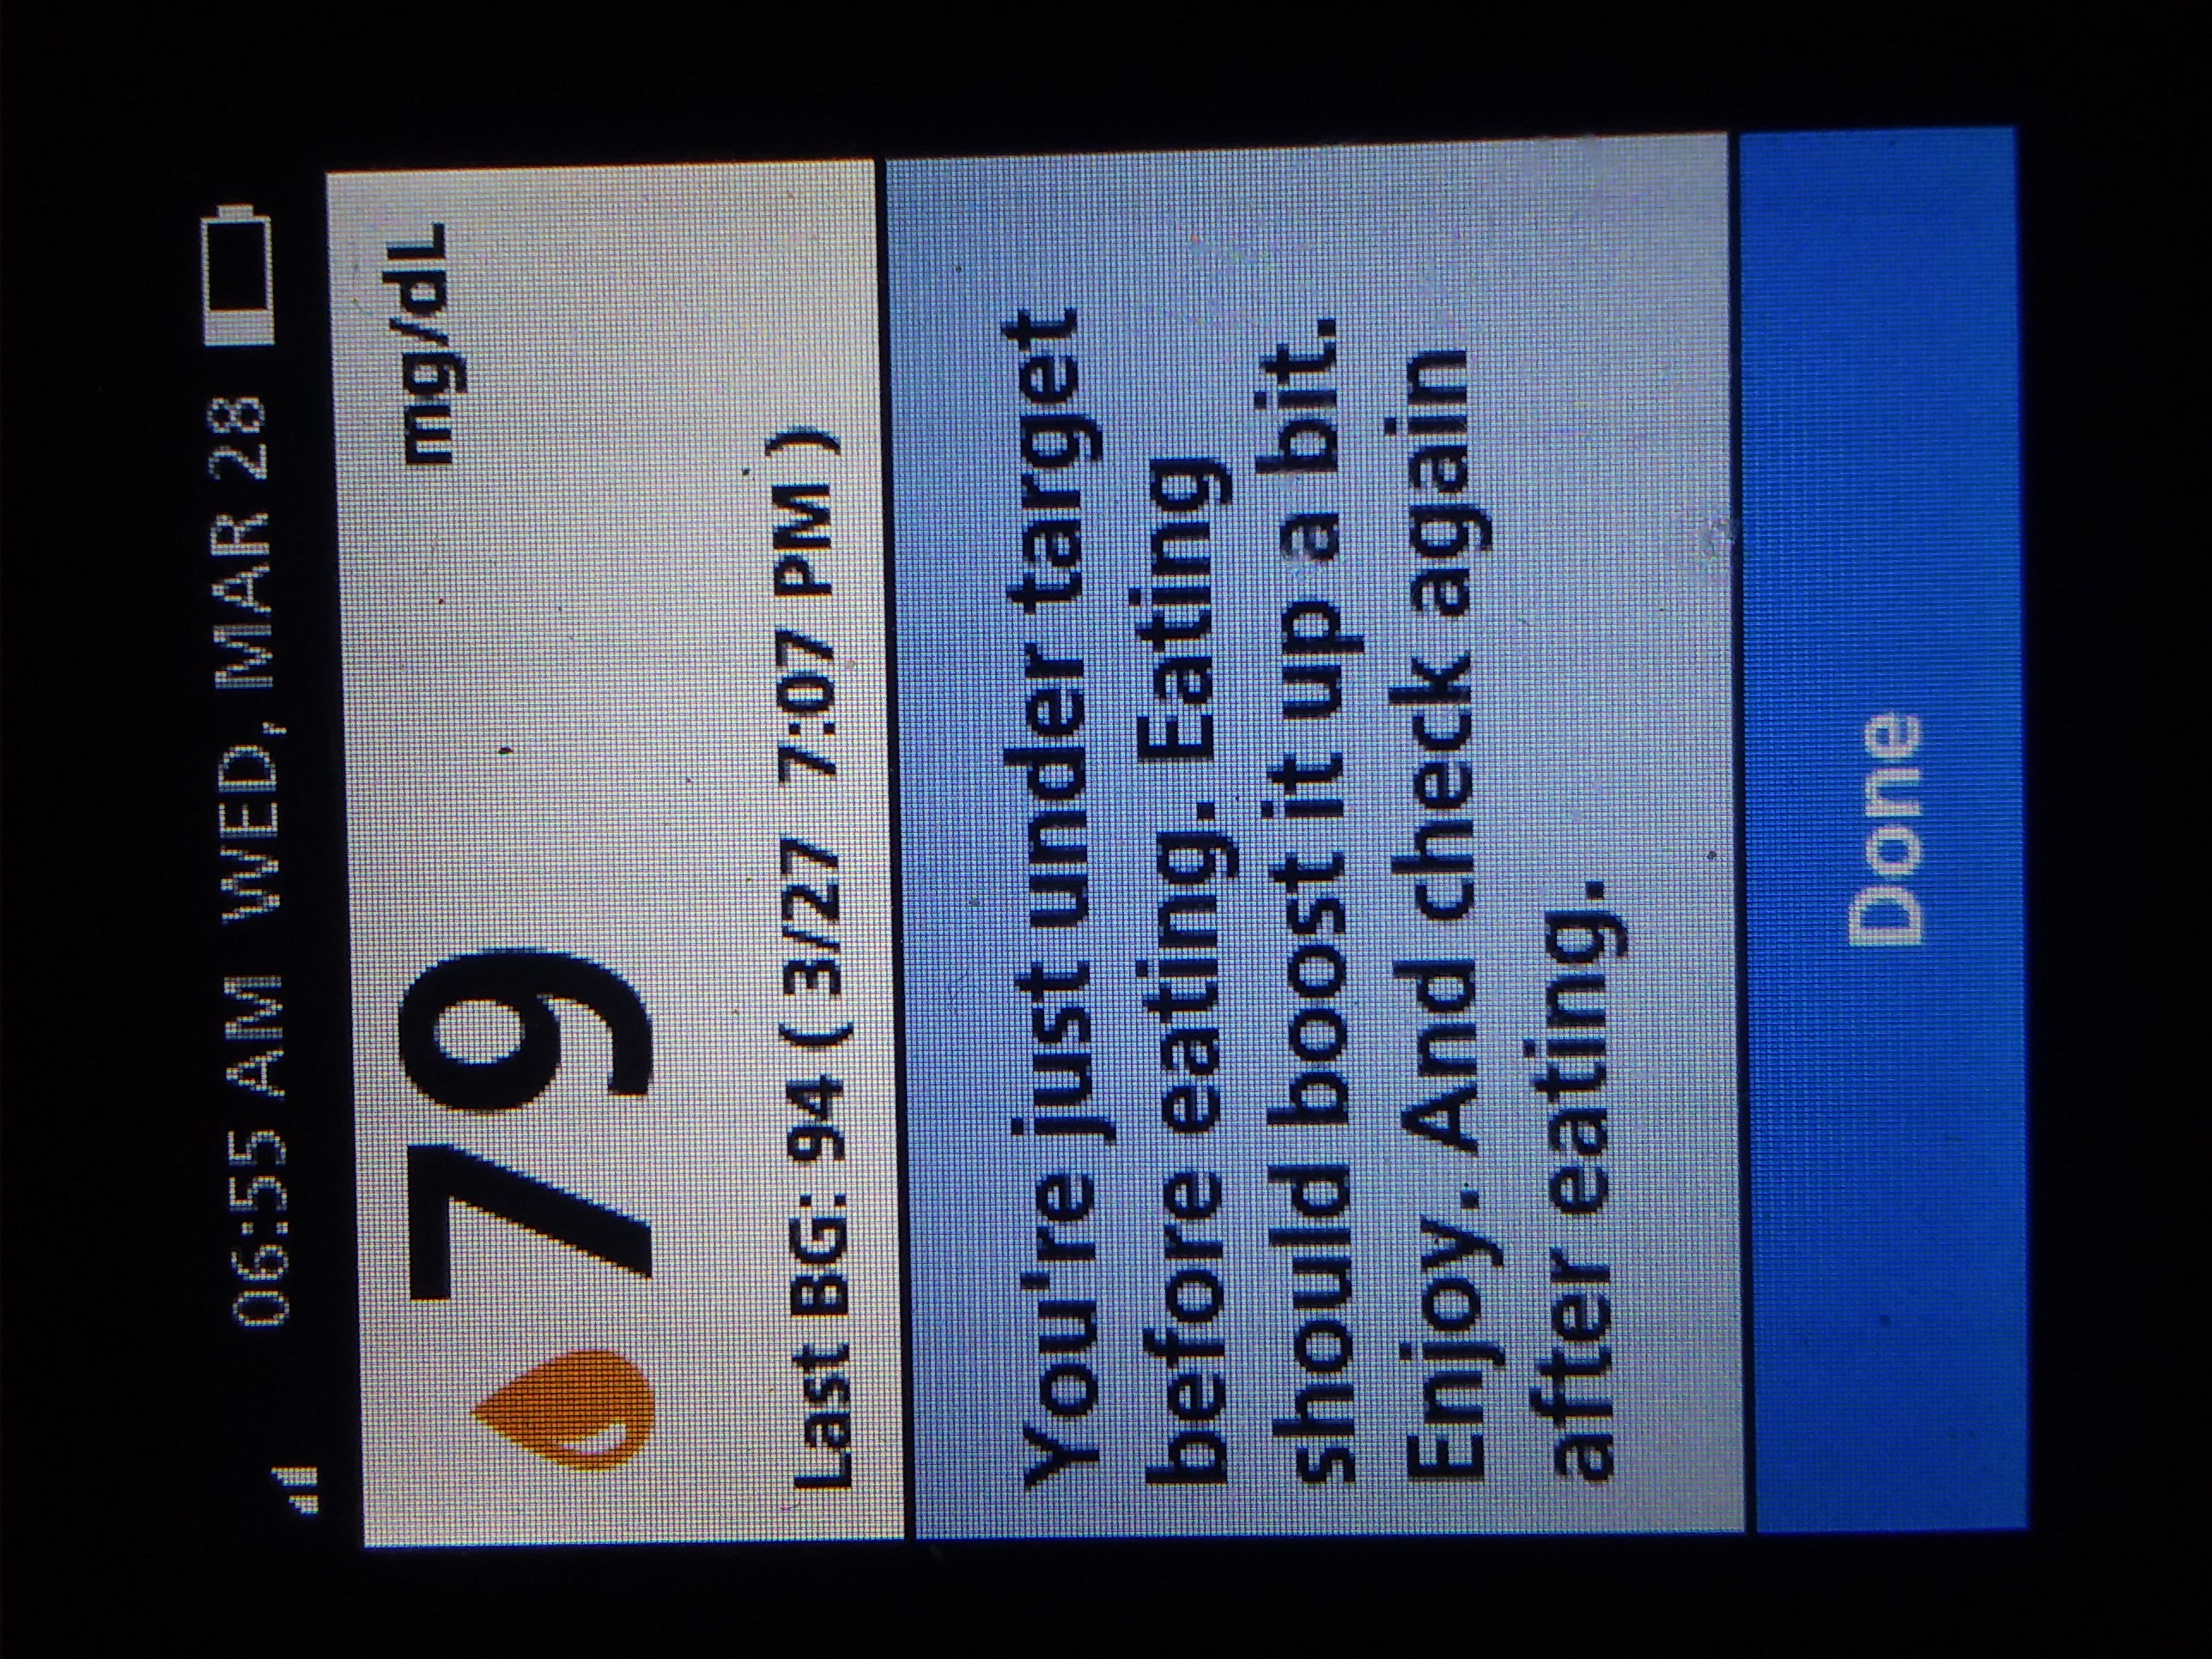 06:55 AM WED, MAR 28
79 mg/dL
Last BG: 94 ( 3/27 7:07 PM )
You're just under target
before eating. Eating
should boost it up a bit.
Enjoy. And check again
after eating.
Done